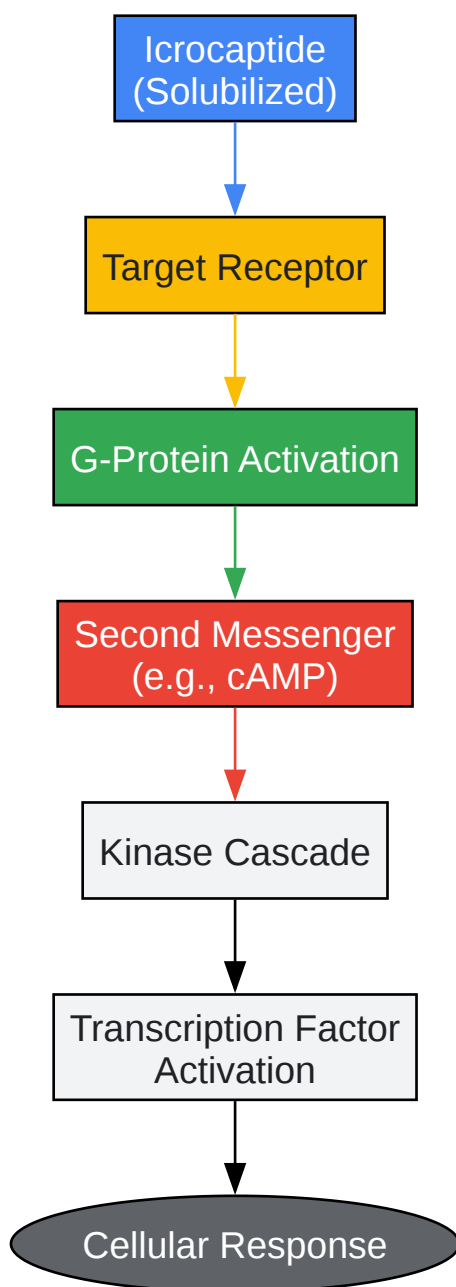 Icrocaptide
(Solubilized)
Target Receptor
G-Protein Activation
Second Messenger
(e.g., cAMP)
Kinase Cascade
Transcription Factor
Activation
Cellular Response